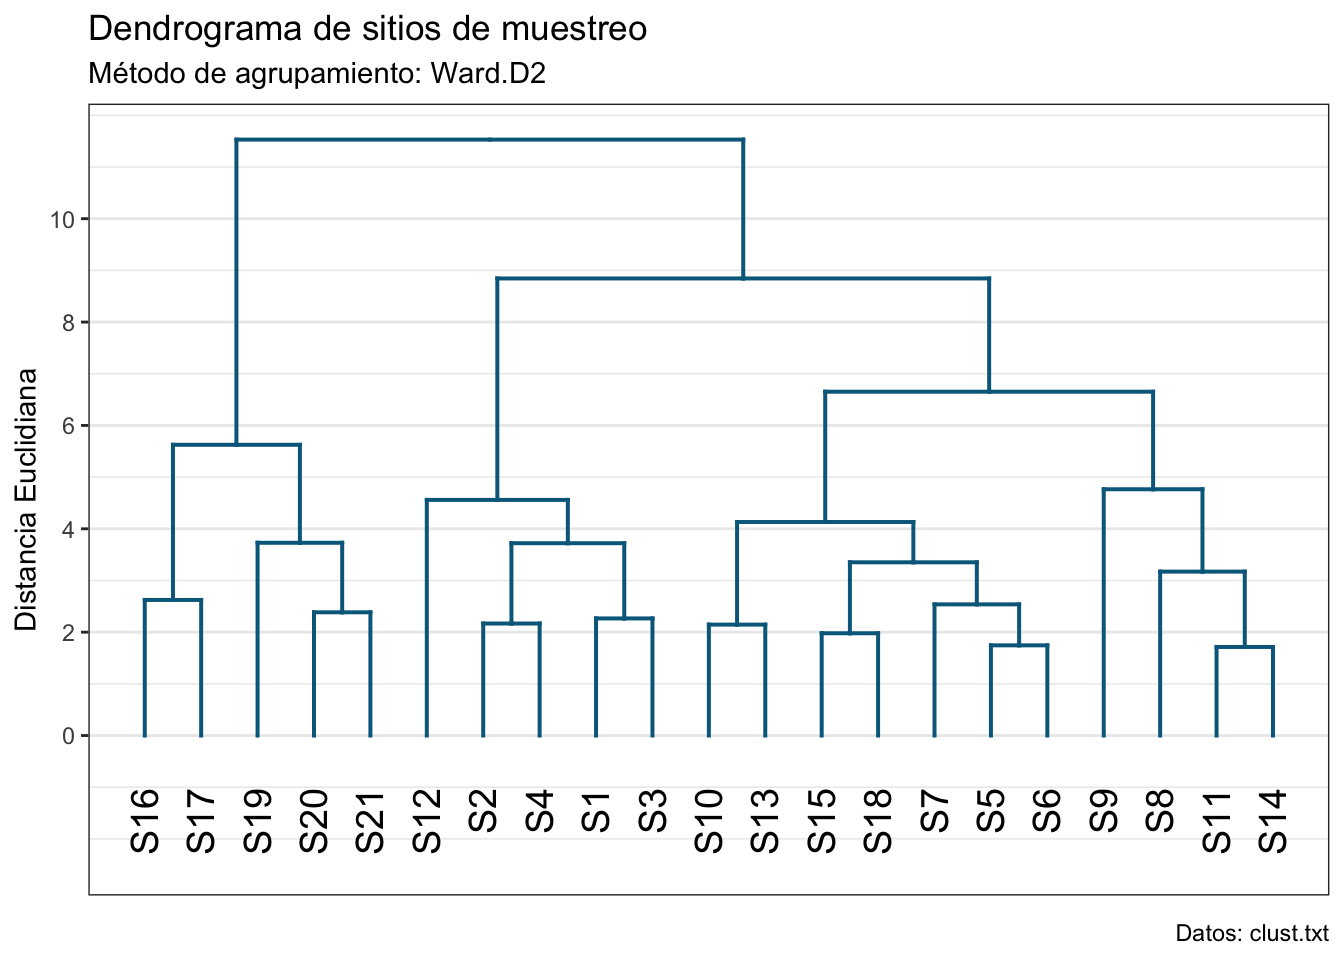 Dendrograma de sitios de muestreo
Método de agrupamiento: Ward.D2
Distancia Euclidiana
10
8
6
4
2
0
S16 S17 S19 S20 S21 S12 S2 S4 S1 S3 S10 S13 S15 S18 S7 S5 S6 S9 S8 S11 S14
Datos: clust.txt